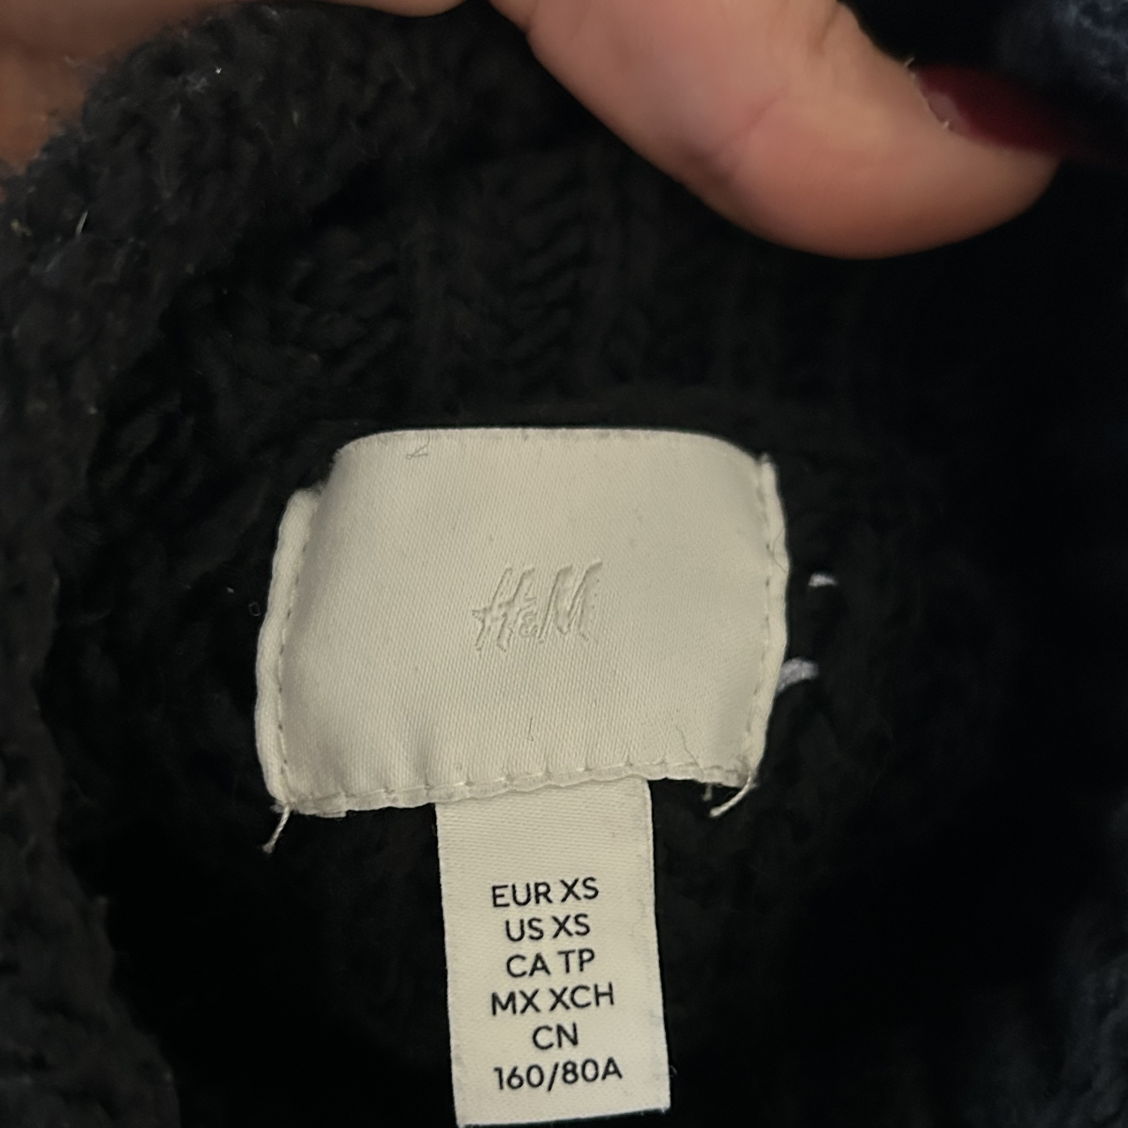 H&M
EUR XS
US XS
CA TP
MX XCH
CN
160/80A